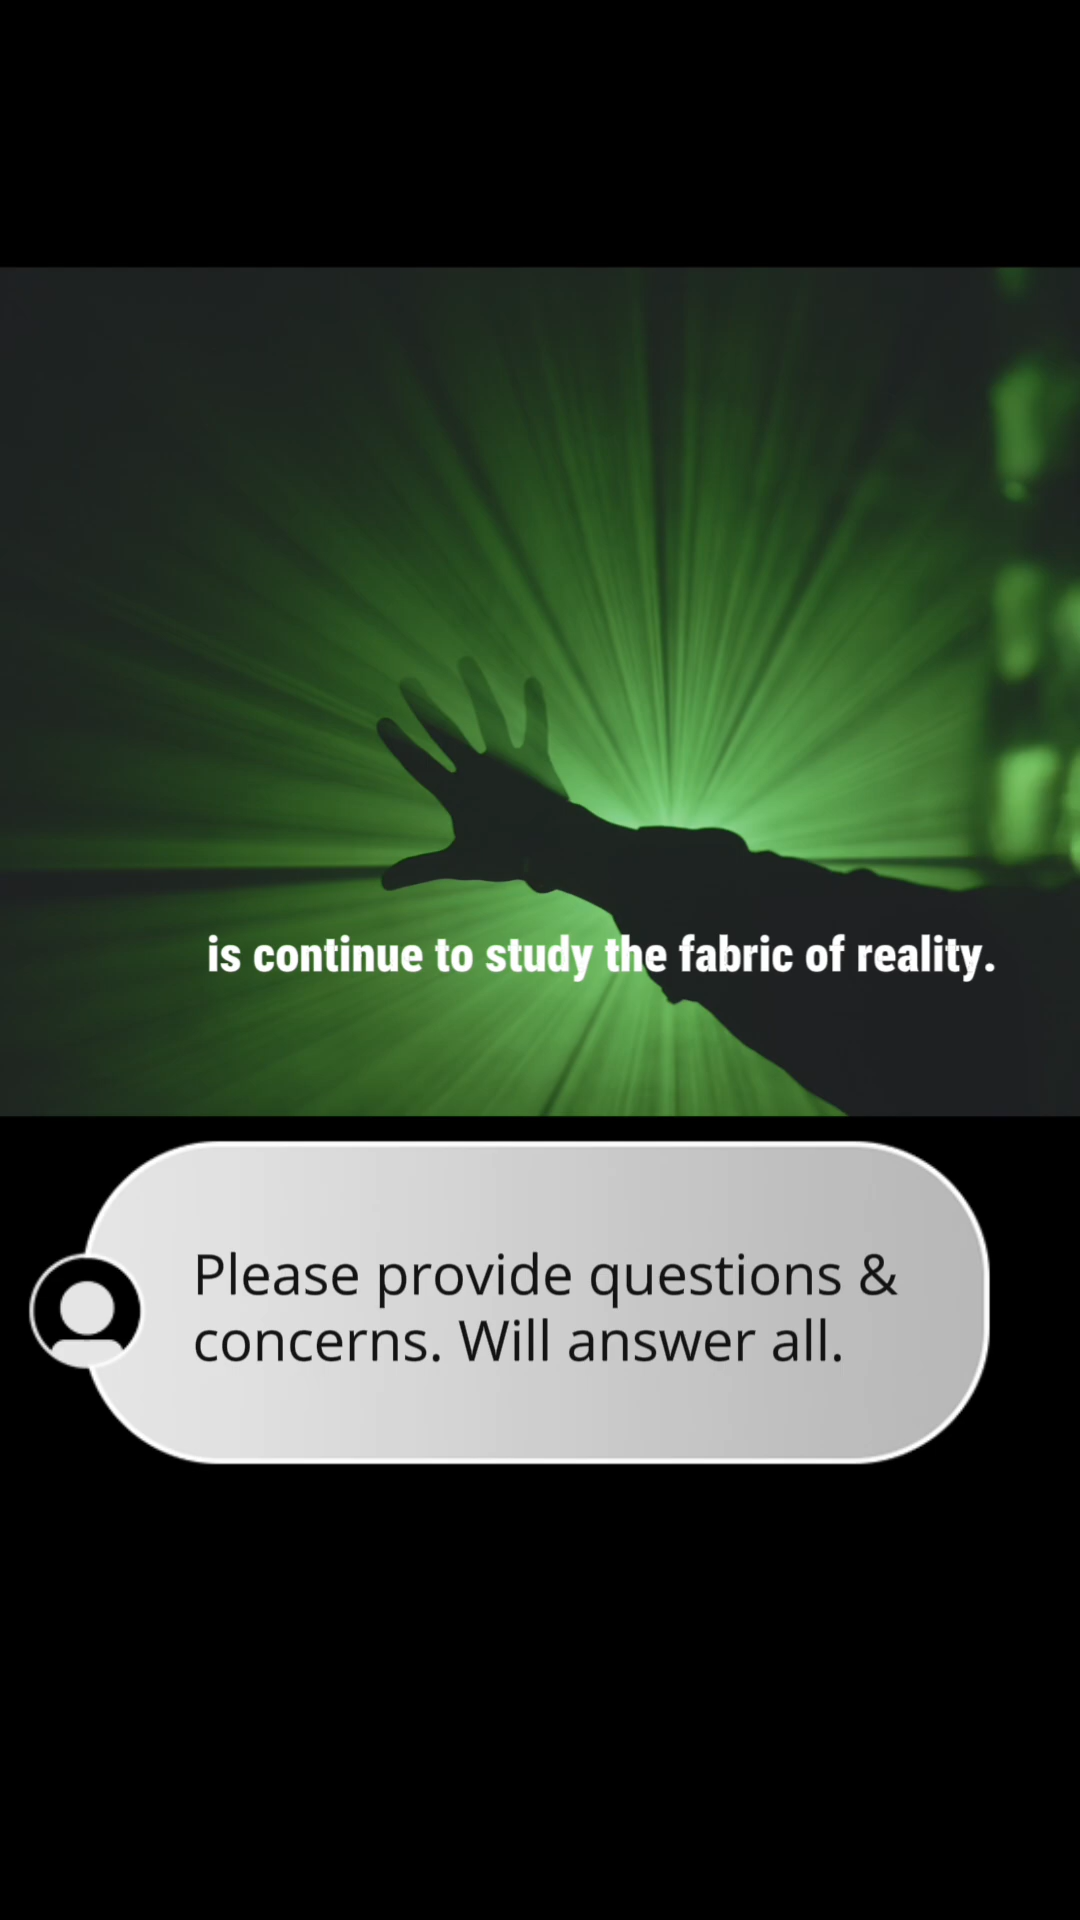 is continue to study the fabric of reality.
Please provide questions &
concerns. Will answer all.